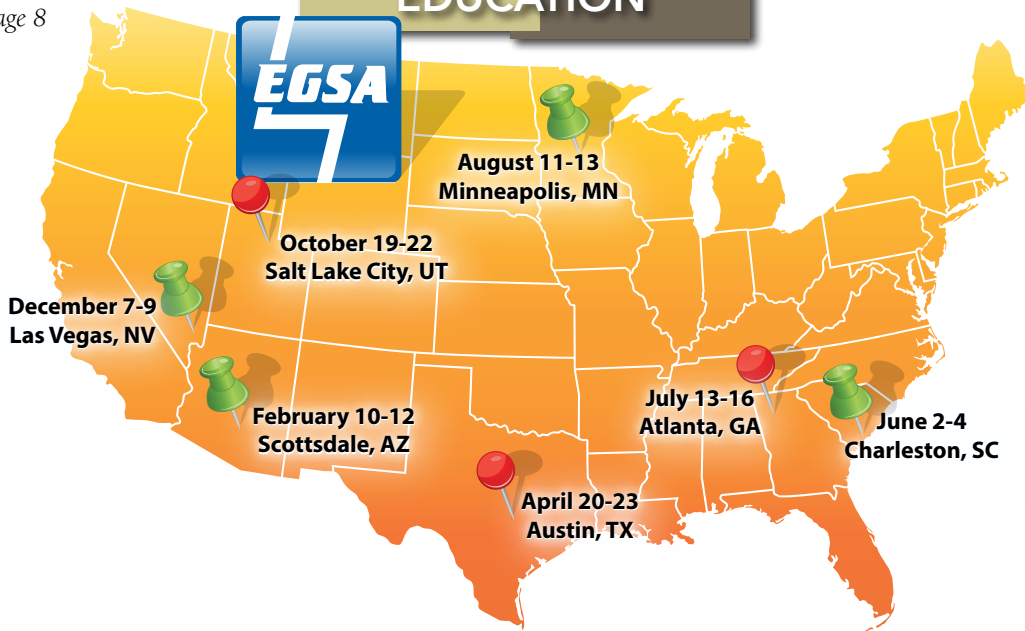 age 8
EDUCATION
EGSA
August 11-13
Minneapolis, MN
October 19-22
Salt Lake City, UT
December 7-9
Las Vegas, NV
February 10-12
Scottsdale, AZ
July 13-16
Atlanta, GA
June 2-4
Charleston, SC
April 20-23
Austin, TX